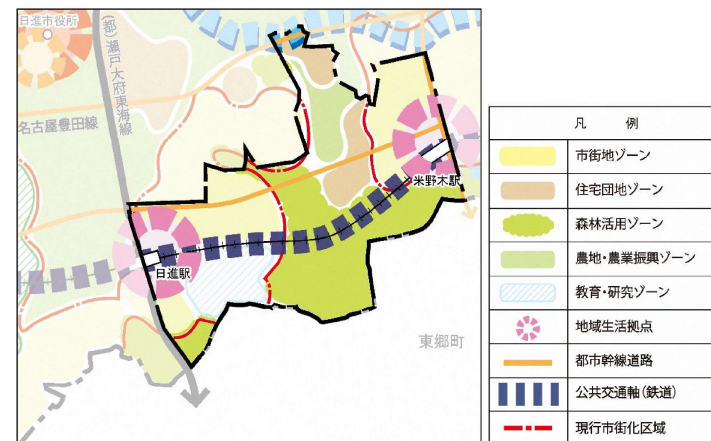 日進市役所
(都)瀬戸大府東海線
名古屋豊田線
米野木駅
日進駅
東郷町
凡 例
市街地ゾーン
住宅団地ゾーン
森林活用ゾーン
農地・農業振興ゾーン
教育・研究ゾーン
地域生活拠点
都市幹線道路
公共交通軸(鉄道)
現行市街化区域